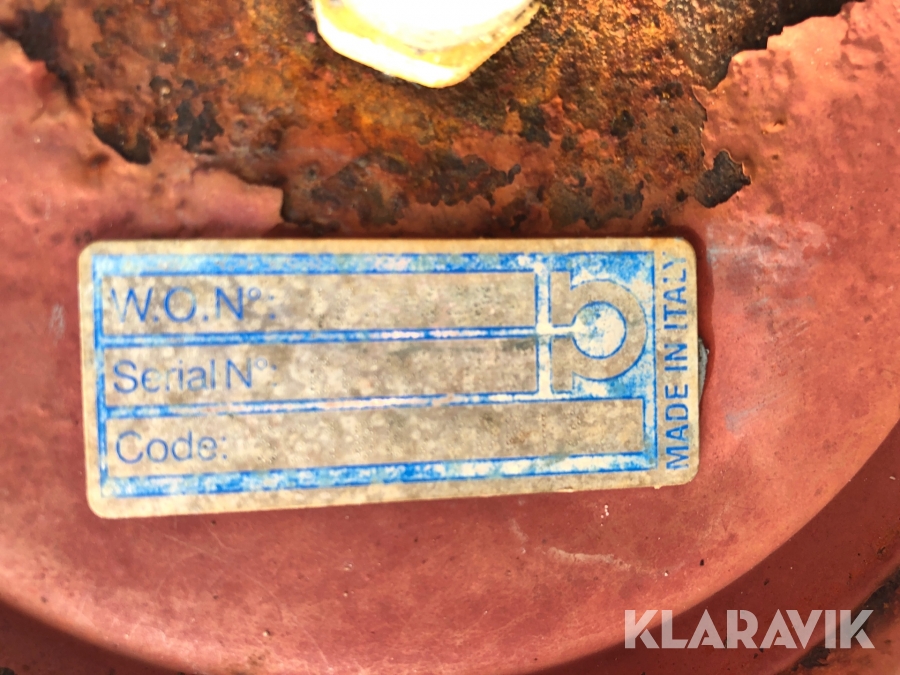 W.O.N°:
Serial N°:
Code:
MADE IN ITALY
KLARAVIK